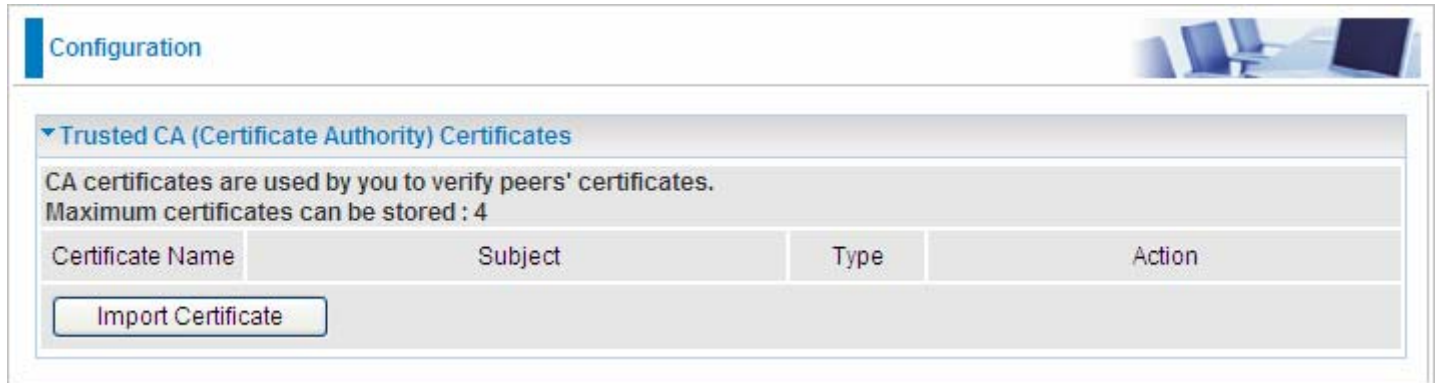 Configuration
Trusted CA (Certificate Authority) Certificates
CA certificates are used by you to verify peers' certificates.
Maximum certificates can be stored : 4
Certificate Name Subject Type Action
Import Certificate